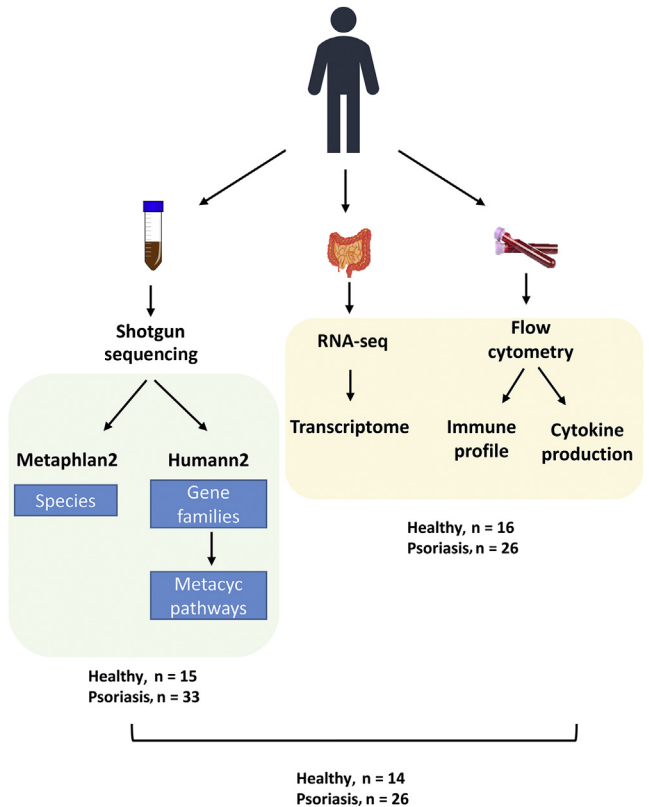 Shotgun
sequencing
Metaphlan2
Species
Humann2
Gene
families
Metacyc
pathways
Healthy, n = 15
Psoriasis, n = 33
RNA-seq
Transcriptome
Flow
cytometry
Immune
profile
Cytokine
production
Healthy, n = 16
Psoriasis, n = 26
Healthy, n = 14
Psoriasis, n = 26